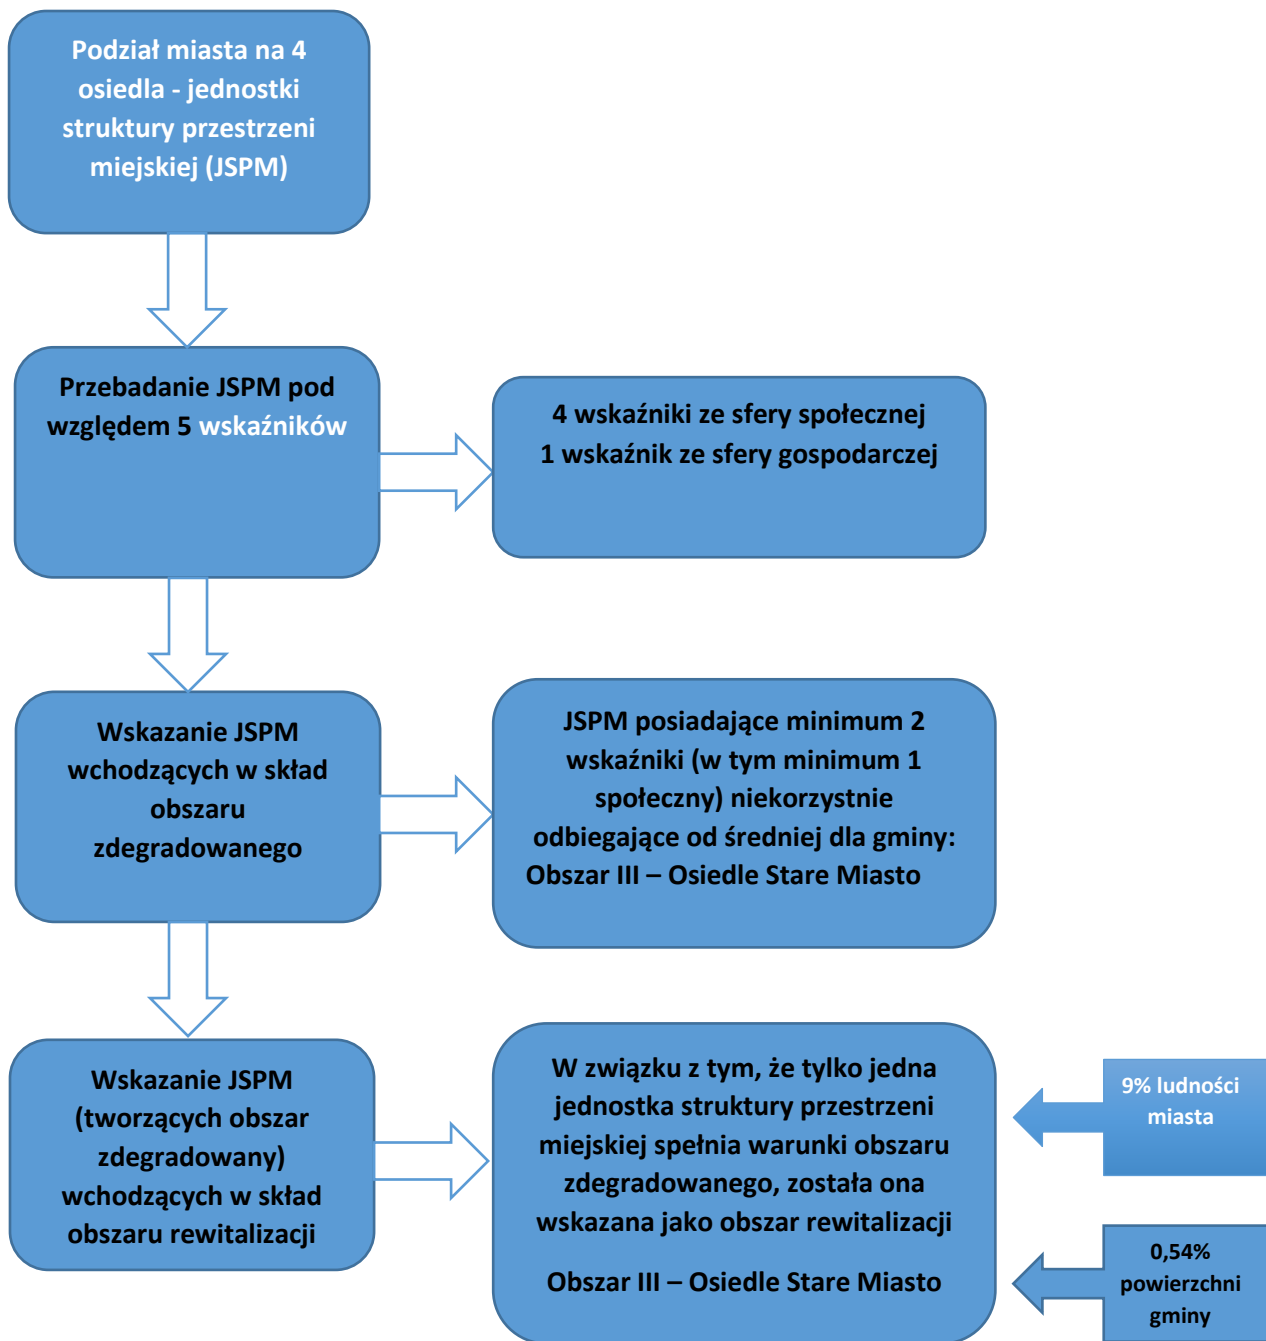 Podział miasta na 4
osiedla - jednostki
struktury przestrzeni
miejskiej (JSPM)
Przebadanie JSPM pod
względem 5 wskaźników
4 wskaźniki ze sfery społecznej
1 wskaźnik ze sfery gospodarczej
Wskazanie JSPM
wchodzących w skład
obszaru
zdegradowanego
JSPM posiadające minimum 2
wskaźniki (w tym minimum 1
społeczny) niekorzystnie
odbiegające od średniej dla gminy:
Obszar III – Osiedle Stare Miasto
Wskazanie JSPM
(tworzących obszar
zdegradowany)
wchodzących w skład
obszaru rewitalizacji
W związku z tym, że tylko jedna
jednostka struktury przestrzeni
miejskiej spełnia warunki obszaru
zdegradowanego, została ona
wskazana jako obszar rewitalizacji
Obszar III – Osiedle Stare Miasto
9% ludności
miasta
0,54%
powierzchni
gminy